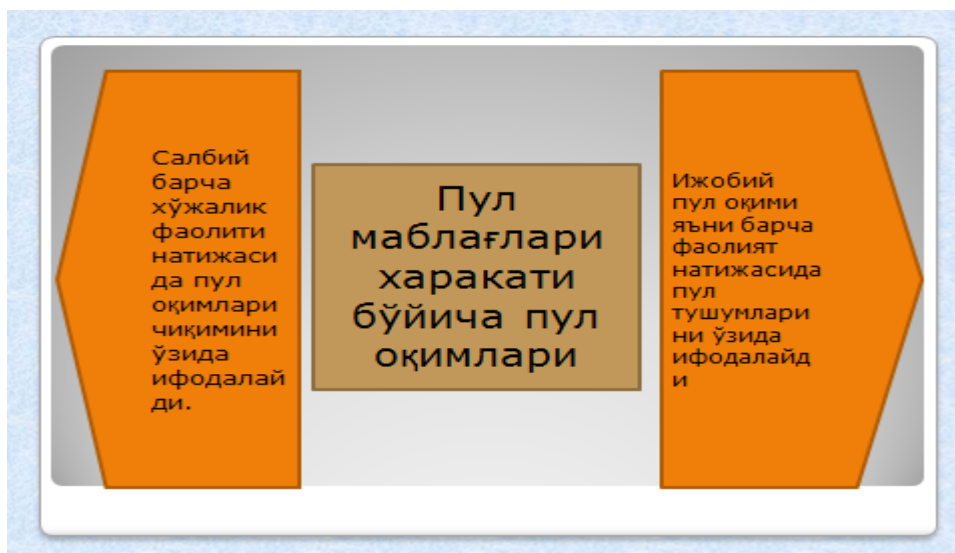 Салбий
барча
хўжалик
фаолити
натижаси
да пул
оқимлари
чиқимини
ўзида
ифодалай
ди.
Пул
маблағлари
харакати
бўйича пул
оқимлари
Ижобий
пул оқими
яъни барча
фаолият
натижасида
пул
тушумлари
ни ўзида
ифодалайд
и